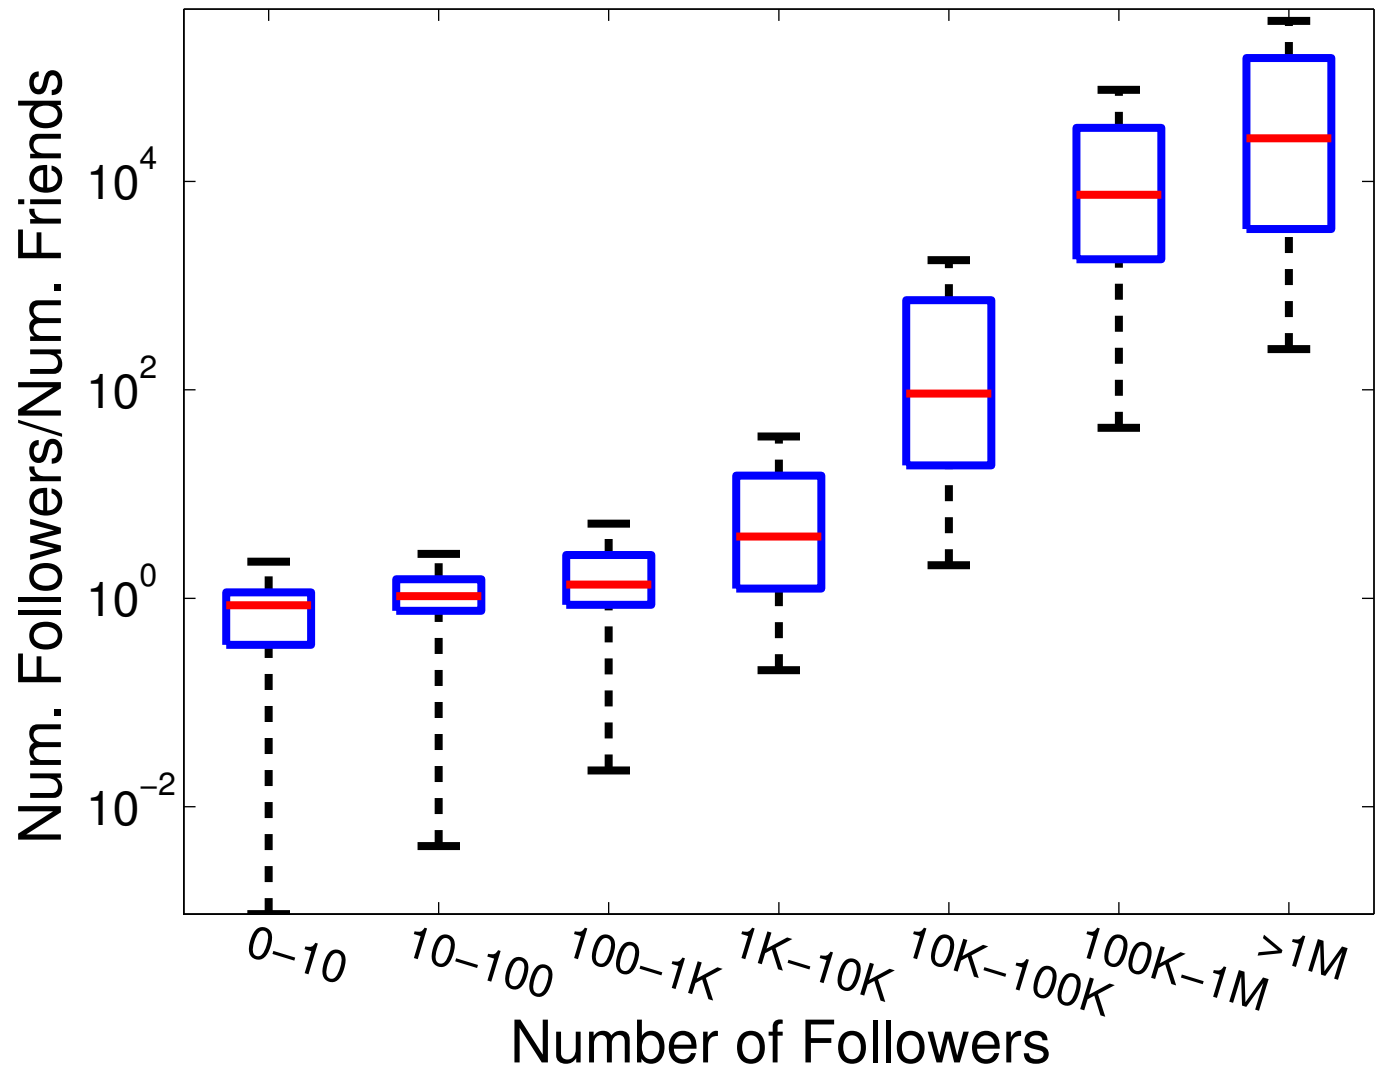 Num. Followers/Num. Friends
10^4
10^2
10^0
10^−2
0−10
10−100
100−1K
1K−10K
10K−100K
100K−1M
>1M
Number of Followers